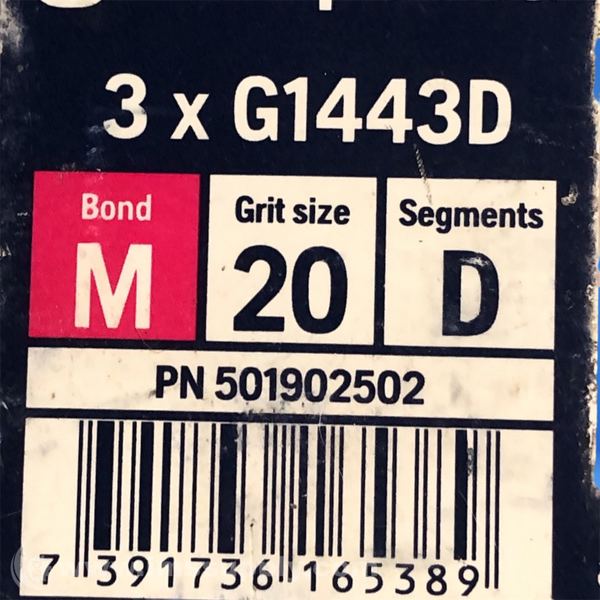 3 x G1443D
Bond Grit size Segments
M 20 D
PN 501902502
7 391736 165389